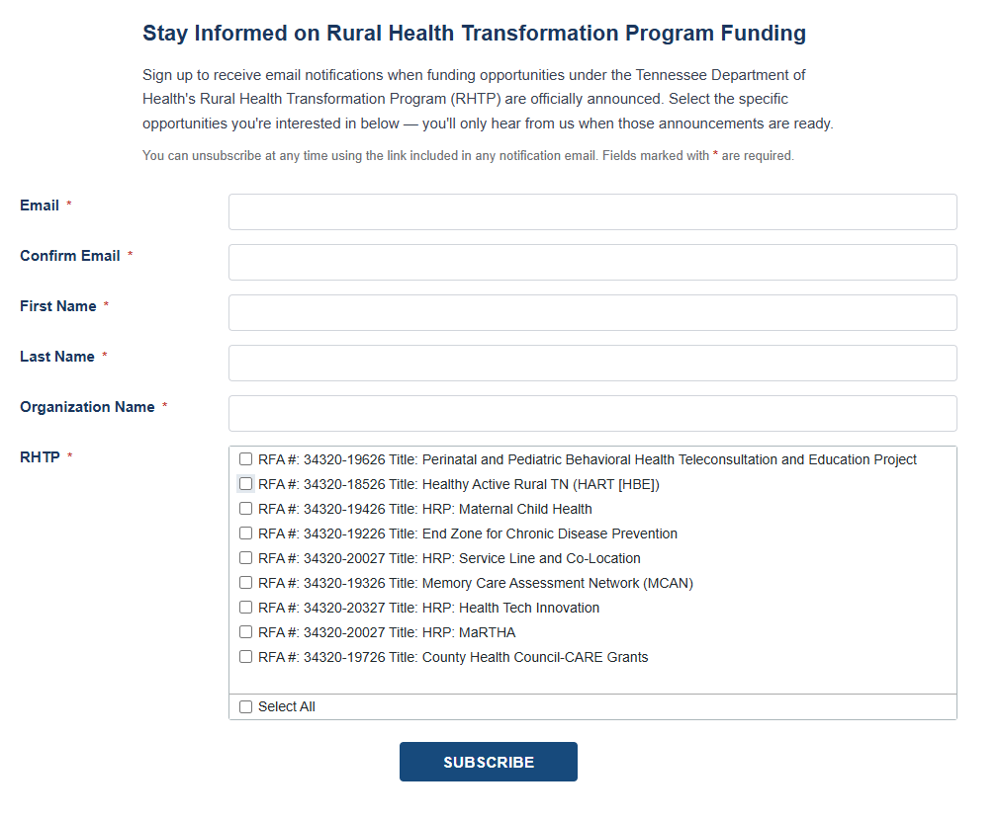 Stay Informed on Rural Health Transformation Program Funding
Sign up to receive email notifications when funding opportunities under the Tennessee Department of
Health's Rural Health Transformation Program (RHTP) are officially announced. Select the specific
opportunities you're interested in below — you'll only hear from us when those announcements are ready.
You can unsubscribe at any time using the link included in any notification email. Fields marked with * are required.
Email *
Confirm Email *
First Name *
Last Name *
Organization Name *
RHTP *
RFA #: 34320-19626 Title: Perinatal and Pediatric Behavioral Health Teleconsultation and Education Project
RFA #: 34320-18526 Title: Healthy Active Rural TN (HART [HBE])
RFA #: 34320-19426 Title: HRP: Maternal Child Health
RFA #: 34320-19226 Title: End Zone for Chronic Disease Prevention
RFA #: 34320-20027 Title: HRP: Service Line and Co-Location
RFA #: 34320-19326 Title: Memory Care Assessment Network (MCAN)
RFA #: 34320-20327 Title: HRP: Health Tech Innovation
RFA #: 34320-20027 Title: HRP: MaRTHA
RFA #: 34320-19726 Title: County Health Council-CARE Grants
Select All
SUBSCRIBE